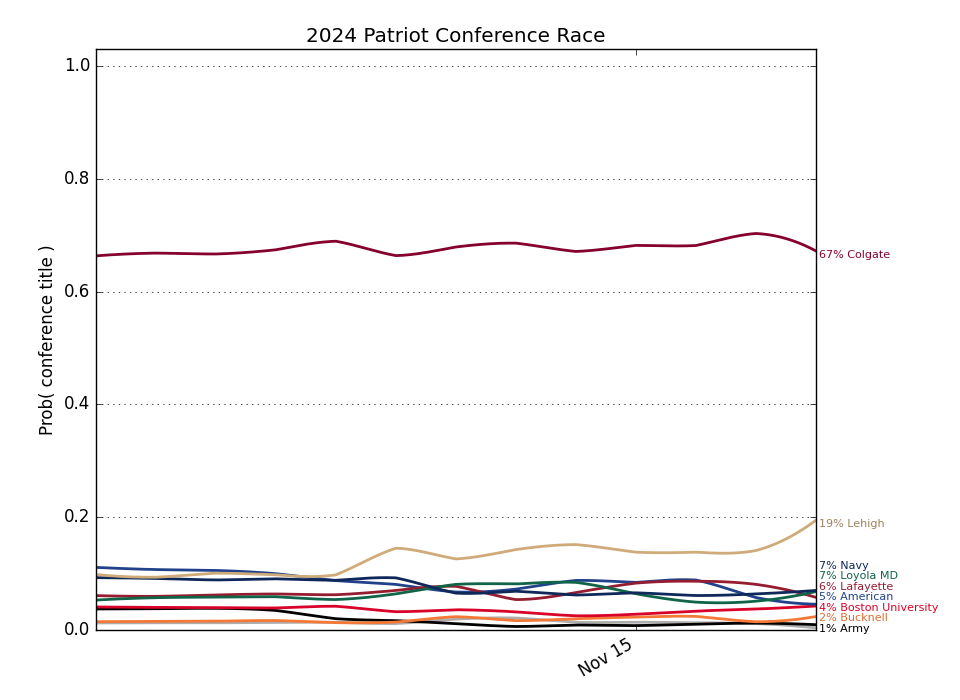 2024 Patriot Conference Race
Prob( conference title )
1.0
0.8
0.6
0.4
0.2
0.0
Nov 15
67% Colgate
19% Lehigh
7% Navy
7% Loyola MD
6% Lafayette
5% American
4% Boston University
2% Bucknell
1% Army